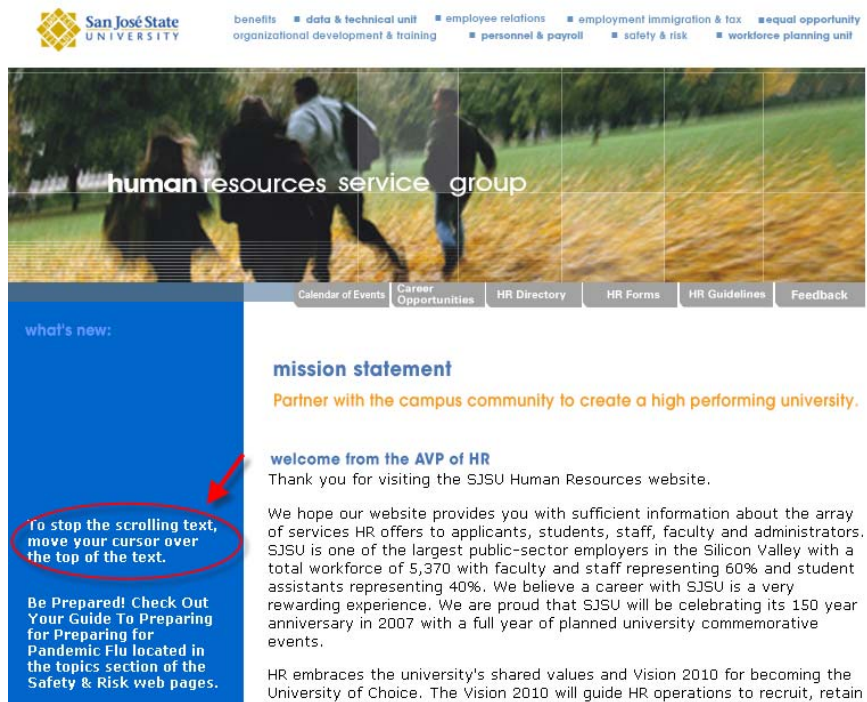 San José State
UNIVERSITY
benefits ■ data & technical unit ■ employee relations ■ employment immigration & tax ■ equal opportunity
organizational development & training ■ personnel & payroll ■ safety & risk ■ workforce planning unit
human resources service group
Calendar of Events
Career
Opportunities
HR Directory
HR Forms
HR Guidelines
Feedback
what's new:
To stop the scrolling text,
move your cursor over
the top of the text.
Be Prepared! Check Out
Your Guide To Preparing
for Preparing for
Pandemic Flu located in
the topics section of the
Safety & Risk web pages.
mission statement
Partner with the campus community to create a high performing university.
welcome from the AVP of HR
Thank you for visiting the SJSU Human Resources website.
We hope our website provides you with sufficient information about the array
of services HR offers to applicants, students, staff, faculty and administrators.
SJSU is one of the largest public-sector employers in the Silicon Valley with a
total workforce of 5,370 with faculty and staff representing 60% and student
assistants representing 40%. We believe a career with SJSU is a very
rewarding experience. We are proud that SJSU will be celebrating its 150 year
anniversary in 2007 with a full year of planned university commemorative
events.
HR embraces the university's shared values and Vision 2010 for becoming the
University of Choice. The Vision 2010 will guide HR operations to recruit, retain